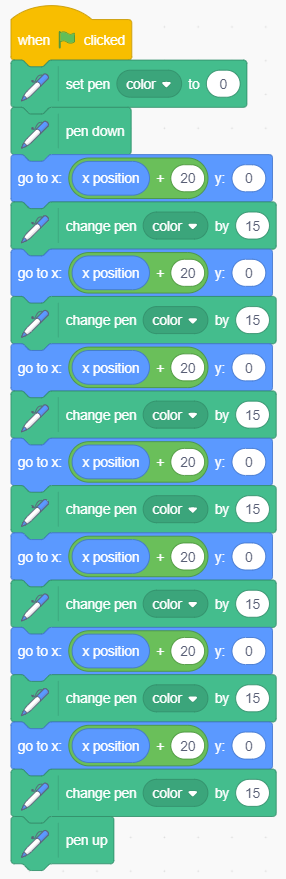 when clicked
set pen color to 0
pen down
go to x: x position + 20 y: 0
change pen color by 15
go to x: x position + 20 y: 0
change pen color by 15
go to x: x position + 20 y: 0
change pen color by 15
go to x: x position + 20 y: 0
change pen color by 15
go to x: x position + 20 y: 0
change pen color by 15
go to x: x position + 20 y: 0
change pen color by 15
go to x: x position + 20 y: 0
change pen color by 15
pen up